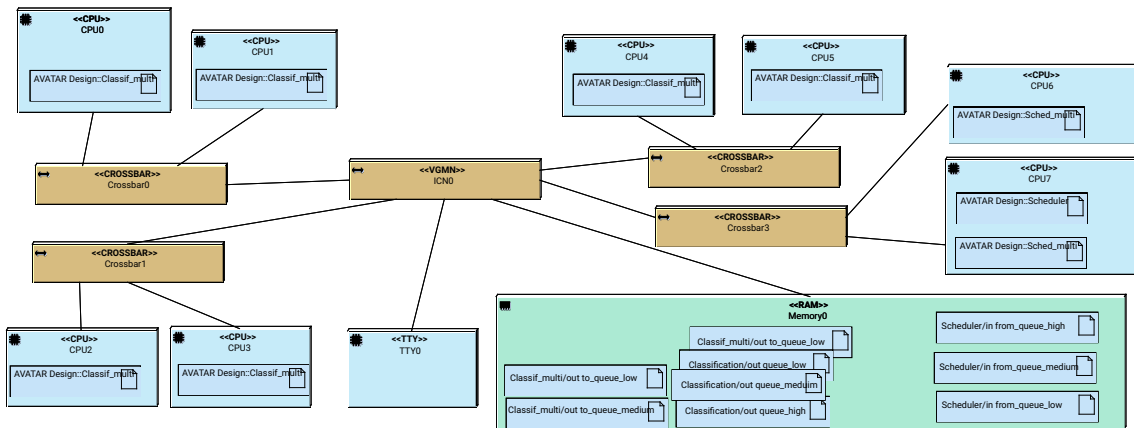 <<CPU>>
CPU0
AVATAR Design::Classif_multi
<<CPU>>
CPU1
AVATAR Design::Classif_multi
<<CPU>>
CPU4
AVATAR Design::Classif_multi
<<CPU>>
CPU5
AVATAR Design::Classif_multi
<<CPU>>
CPU6
AVATAR Design::Sched_multi
<<CROSSBAR>>
Crossbar0
<<VGMN>>
ICN0
<<CROSSBAR>>
Crossbar2
<<CPU>>
CPU7
AVATAR Design::Scheduler
AVATAR Design::Sched_multi
<<CROSSBAR>>
Crossbar3
<<CROSSBAR>>
Crossbar1
<<CPU>>
CPU2
AVATAR Design::Classif_multi
<<CPU>>
CPU3
AVATAR Design::Classif_multi
<<TTY>>
TTY0
<<RAM>>
Memory0
Classif_multi/out to_queue_low
Classification/out queue_low
Classif_multi/out to_queue_low
Classification/out queue_meduim
Classif_multi/out to_queue_medium
Classification/out queue_high
Scheduler/in from_queue_high
Scheduler/in from_queue_medium
Scheduler/in from_queue_low